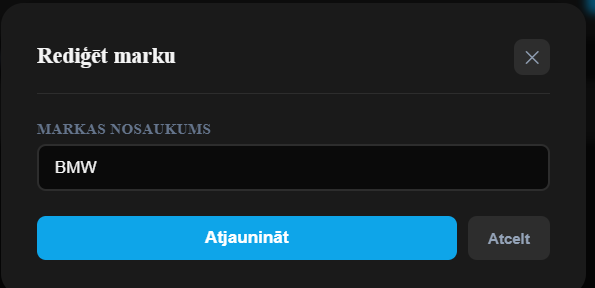 Rediģēt marku
MARKAS NOSAUKUMS
BMW
Atjaunināt
Atcelt